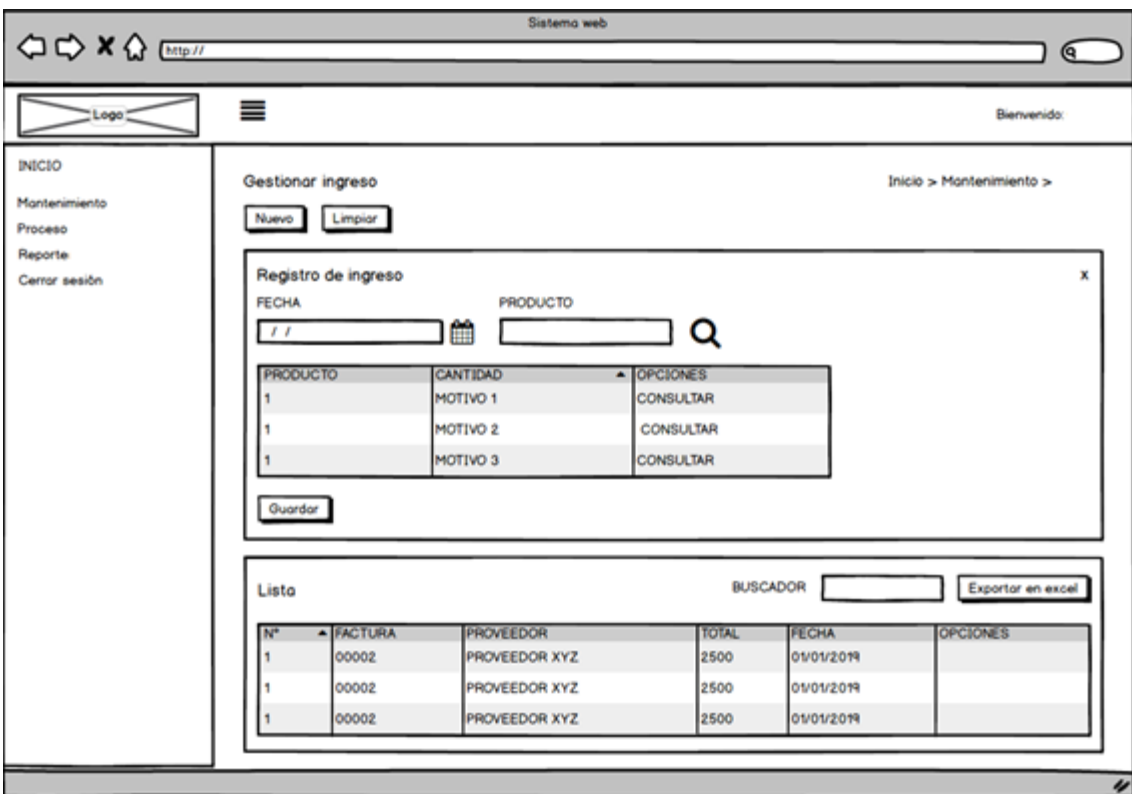 Sistema web
http://
Logo
Bienvenido:
INICIO
Mantenimiento
Proceso
Reporte
Cerrar sesión
Gestionar ingreso
Inicio > Mantenimiento >
Nuevo Limpiar
Registro de ingreso x
FECHA PRODUCTO
/ /
PRODUCTO CANTIDAD OPCIONES
1 MOTIVO 1 CONSULTAR
1 MOTIVO 2 CONSULTAR
1 MOTIVO 3 CONSULTAR
Guardar
Lista BUSCADOR Exportar en excel
N° FACTURA PROVEEDOR TOTAL FECHA OPCIONES
1 00002 PROVEEDOR XYZ 2500 01/01/2019
1 00002 PROVEEDOR XYZ 2500 01/01/2019
1 00002 PROVEEDOR XYZ 2500 01/01/2019